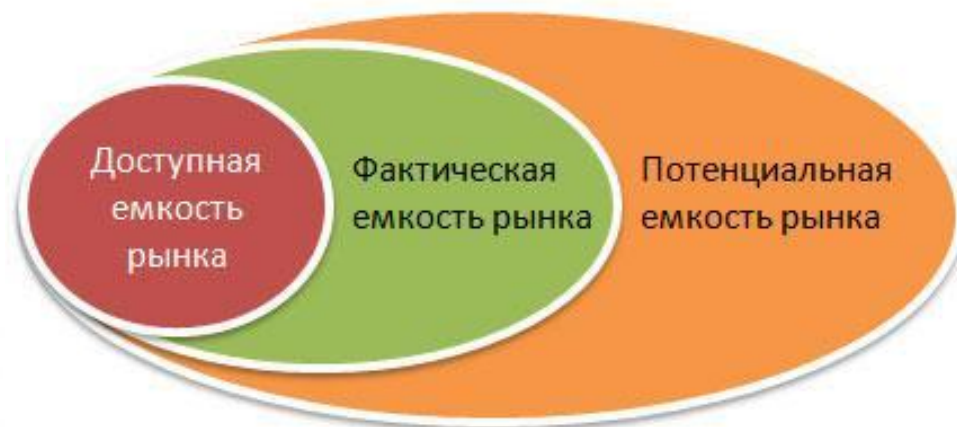 Доступная
емкость
рынка
Фактическая
емкость рынка
Потенциальная
емкость рынка